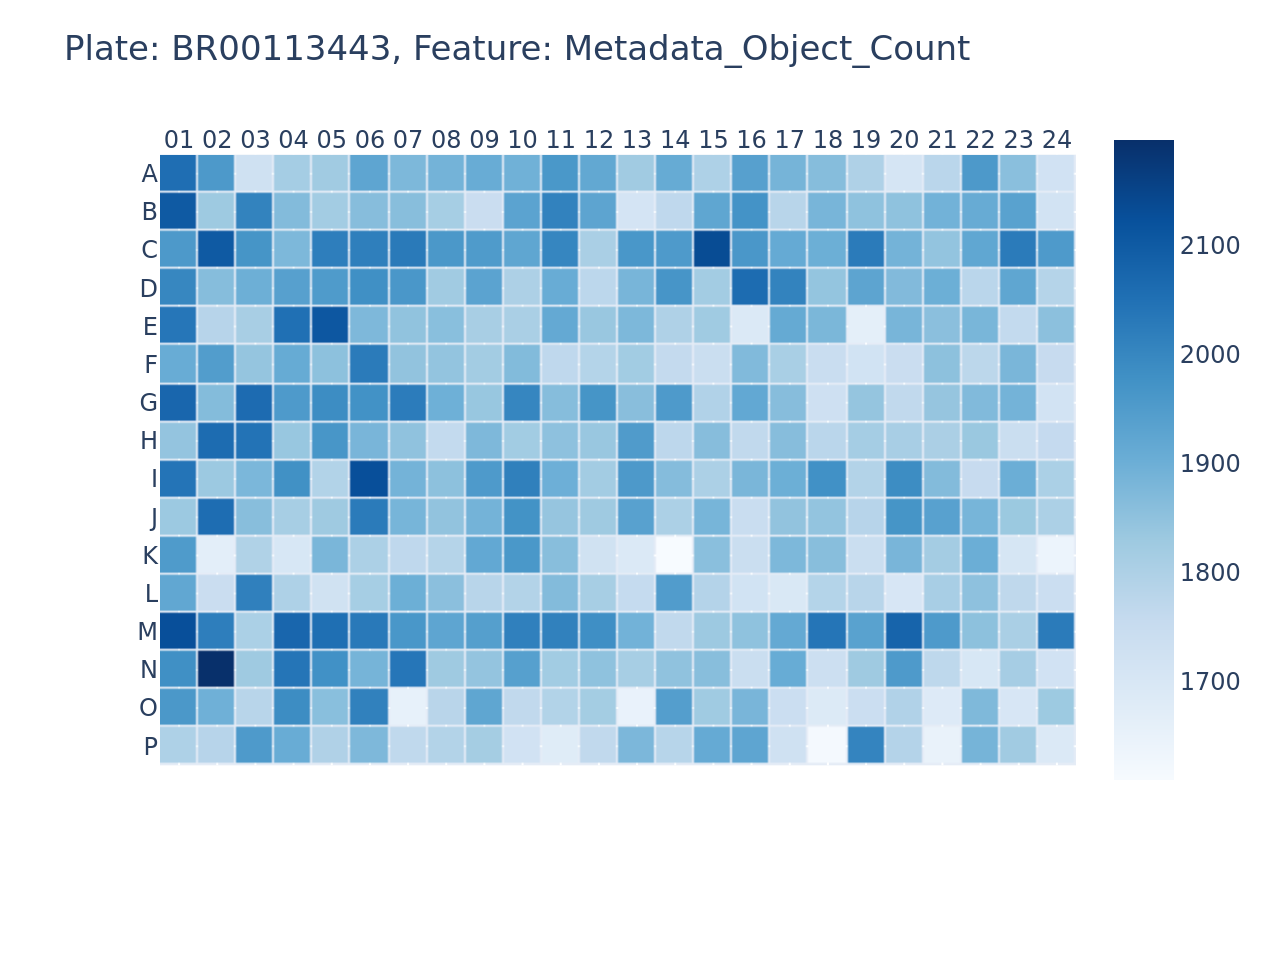 Plate: BR00113443, Feature: Metadata_Object_Count
01 02 03 04 05 06 07 08 09 10 11 12 13 14 15 16 17 18 19 20 21 22 23 24
A
B
C
D
E
F
G
H
I
J
K
L
M
N
O
P
2100
2000
1900
1800
1700